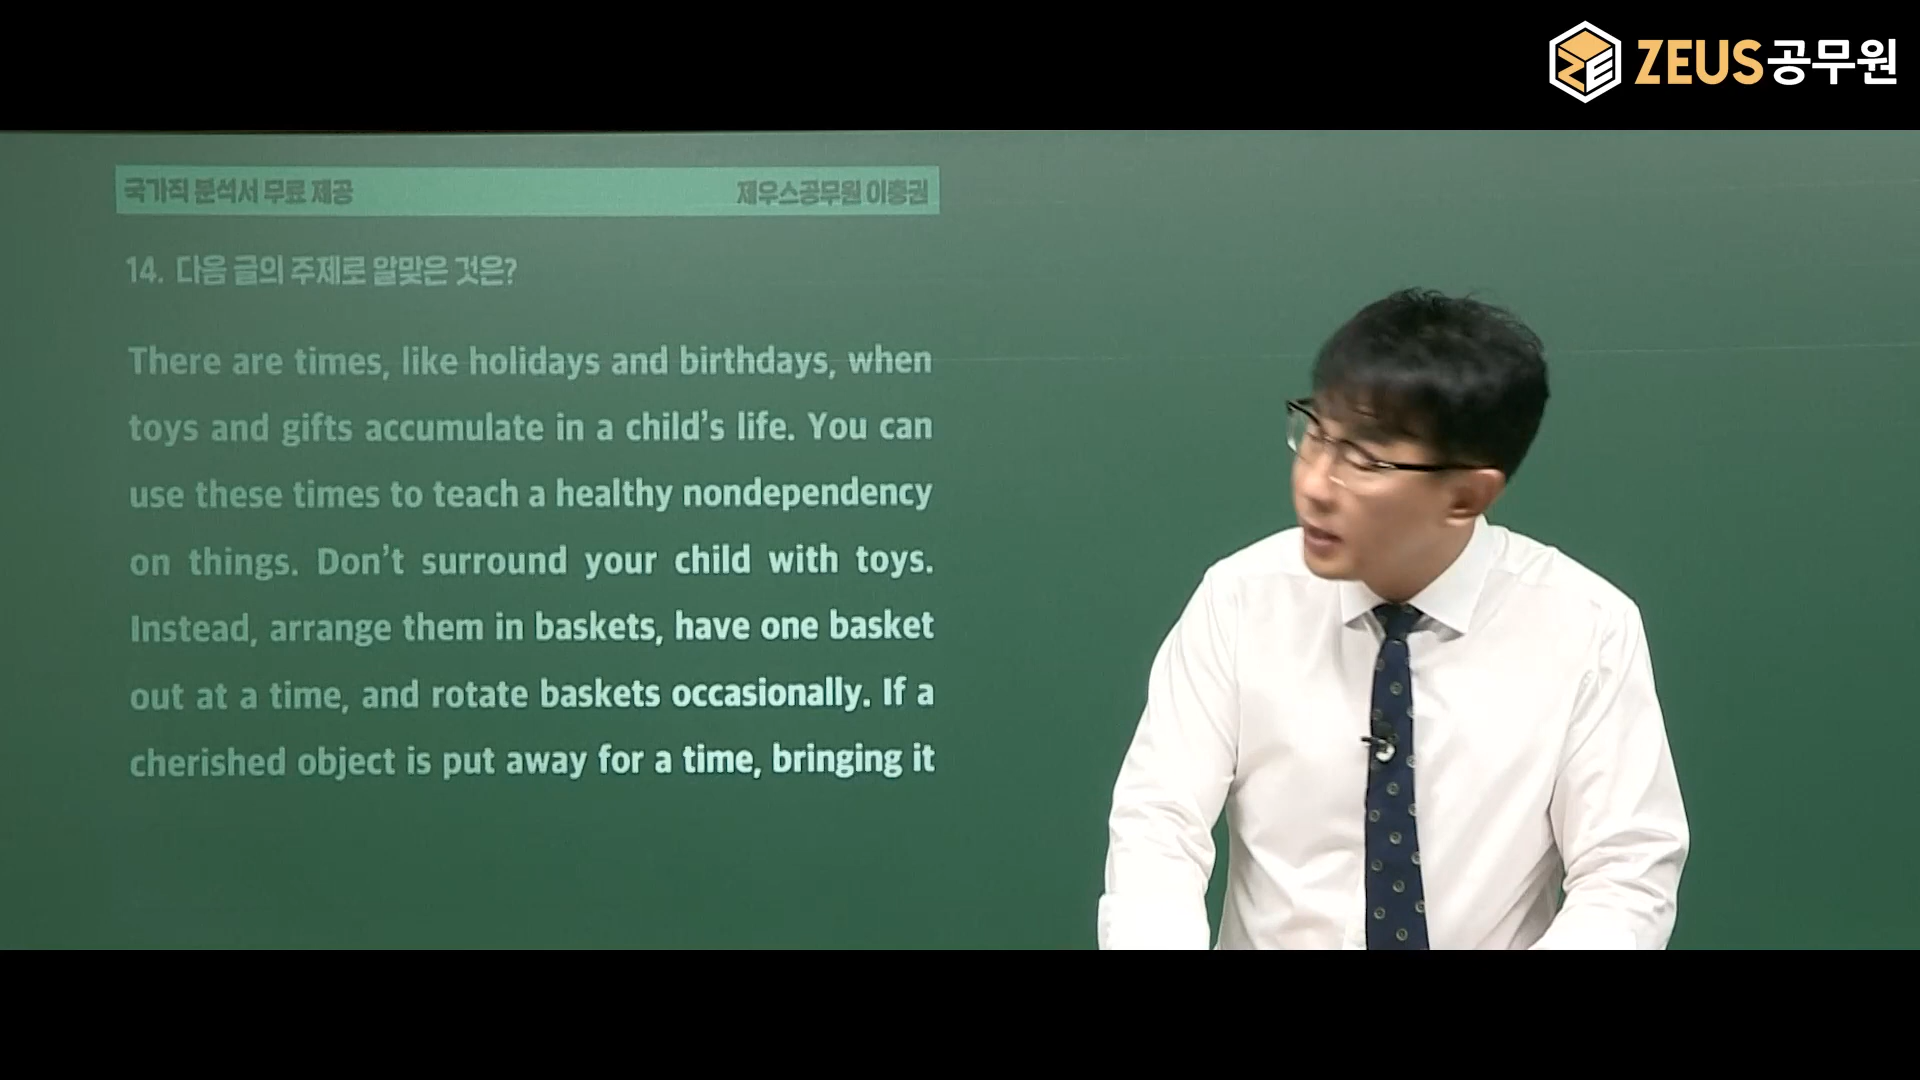 ZEUS공무원
국가직 분석서 무료 제공
제우스공무원 이충권
14. 다음 글의 주제로 알맞은 것은?
There are times, like holidays and birthdays, when
toys and gifts accumulate in a child's life. You can
use these times to teach a healthy nondependency
on things. Don't surround your child with toys.
Instead, arrange them in baskets, have one basket
out at a time, and rotate baskets occasionally. If a
cherished object is put away for a time, bringing it